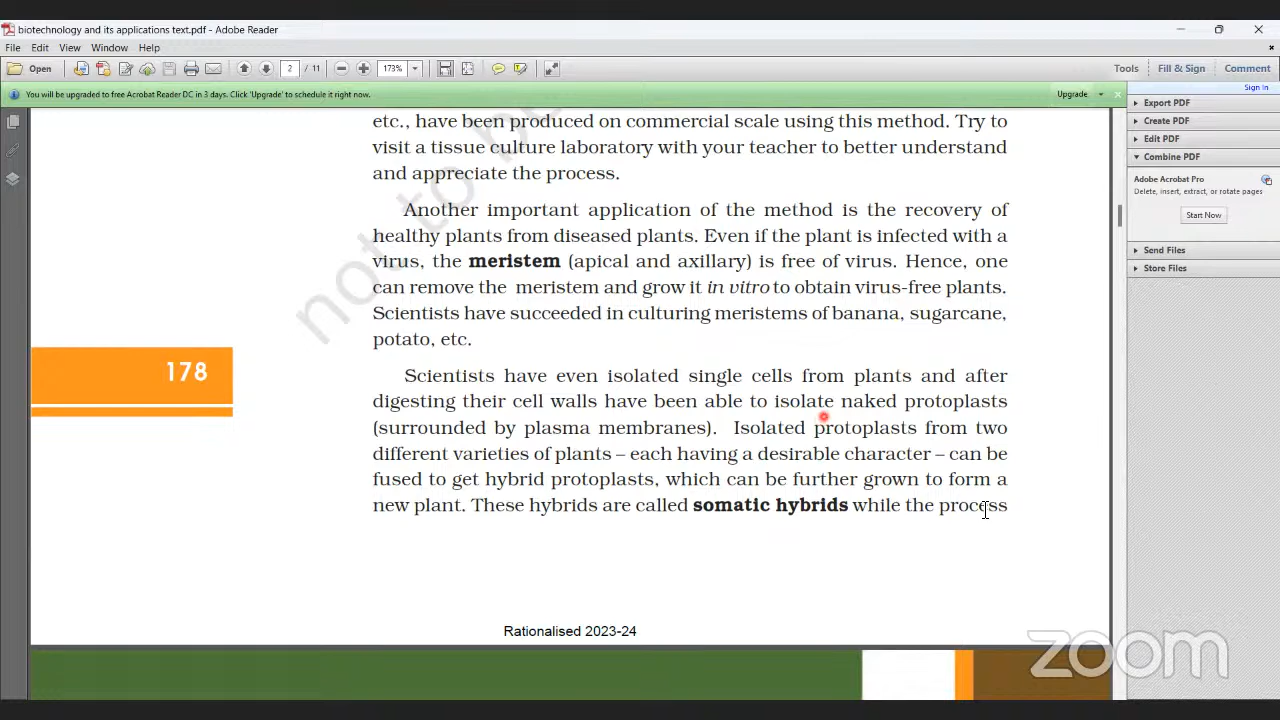 biotechnology and its applications text.pdf - Adobe Reader
File Edit View Window Help
Open 2 / 11 173% Tools Fill & Sign Comment
You will be upgraded to free Acrobat Reader DC in 3 days. Click 'Upgrade' to schedule it right now. Upgrade
Sign In
Export PDF
Create PDF
Edit PDF
Combine PDF
Adobe Acrobat Pro
Delete, insert, extract, or rotate pages
Start Now
Send Files
Store Files
etc., have been produced on commercial scale using this method. Try to
visit a tissue culture laboratory with your teacher to better understand
and appreciate the process.
Another important application of the method is the recovery of
healthy plants from diseased plants. Even if the plant is infected with a
virus, the meristem (apical and axillary) is free of virus. Hence, one
can remove the meristem and grow it in vitro to obtain virus-free plants.
Scientists have succeeded in culturing meristems of banana, sugarcane,
potato, etc.
178
Scientists have even isolated single cells from plants and after
digesting their cell walls have been able to isolate naked protoplasts
(surrounded by plasma membranes). Isolated protoplasts from two
different varieties of plants – each having a desirable character – can be
fused to get hybrid protoplasts, which can be further grown to form a
new plant. These hybrids are called somatic hybrids while the process
not to b
Rationalised 2023-24
zoom